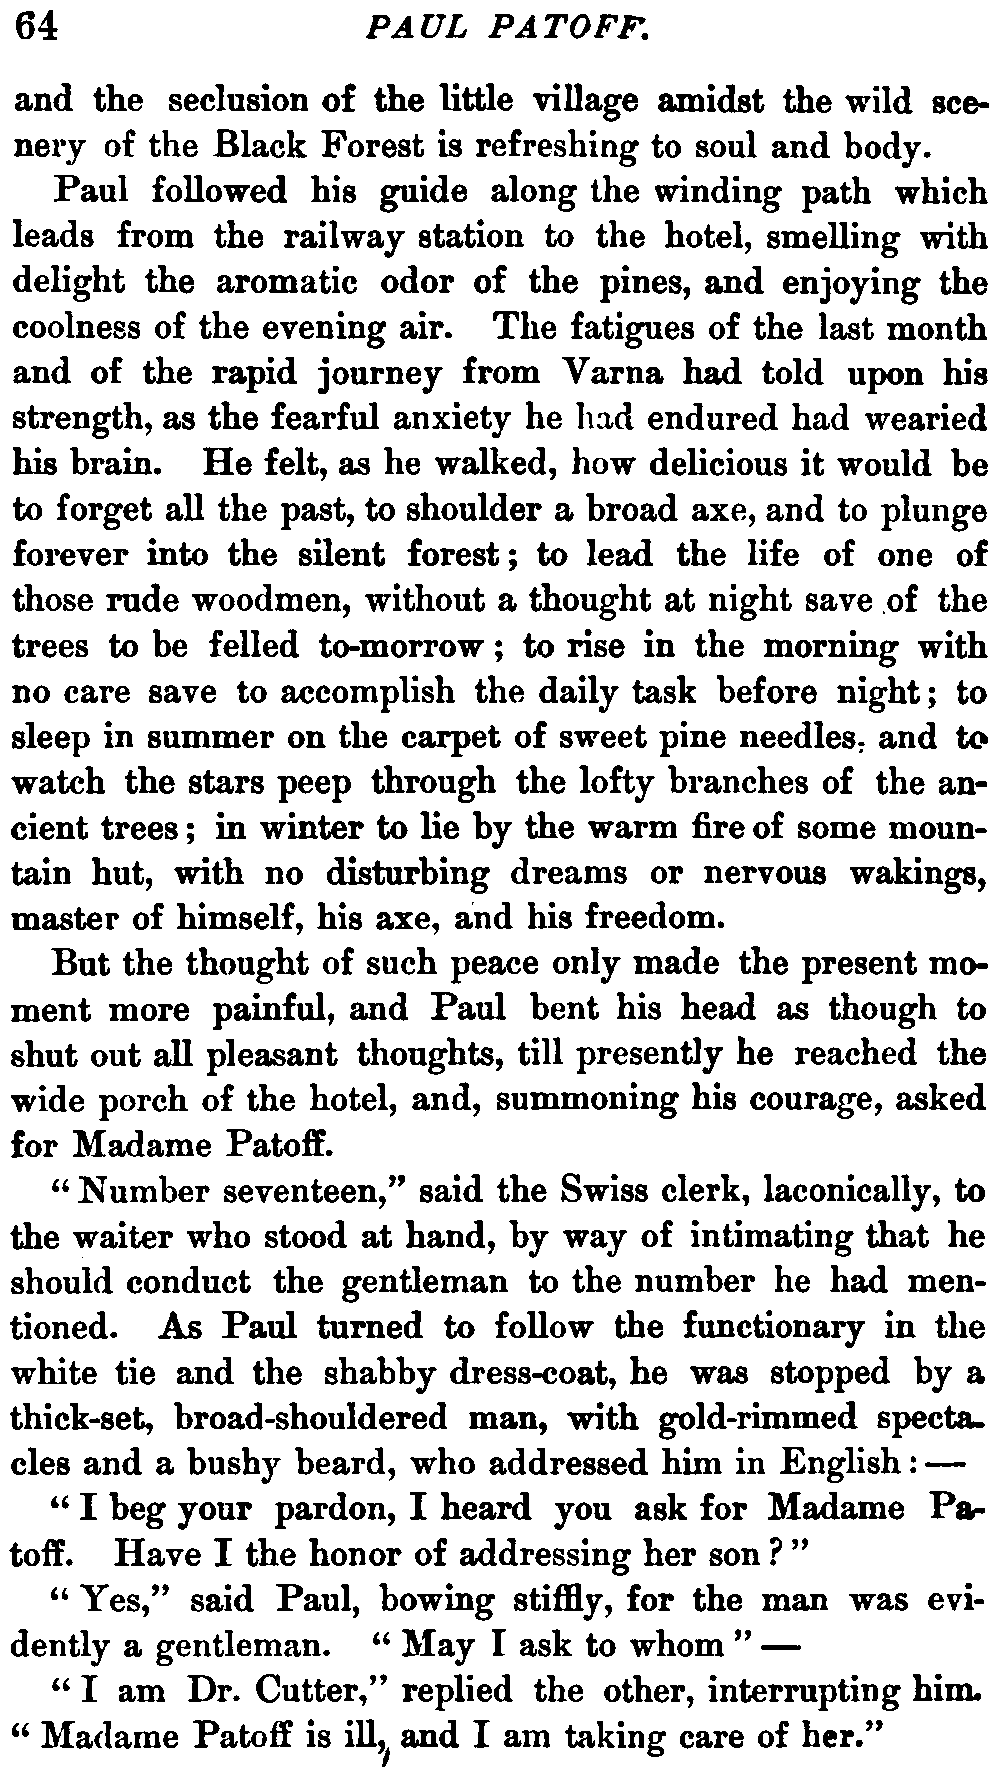 64 PAUL PATOFF.
and the seclusion of the little village amidst the wild sce-
nery of the Black Forest is refreshing to soul and body.
Paul followed his guide along the winding path which
leads from the railway station to the hotel, smelling with
delight the aromatic odor of the pines, and enjoying the
coolness of the evening air. The fatigues of the last month
and of the rapid journey from Varna had told upon his
strength, as the fearful anxiety he had endured had wearied
his brain. He felt, as he walked, how delicious it would be
to forget all the past, to shoulder a broad axe, and to plunge
forever into the silent forest; to lead the life of one of
those rude woodmen, without a thought at night save of the
trees to be felled to-morrow; to rise in the morning with
no care save to accomplish the daily task before night; to
sleep in summer on the carpet of sweet pine needles, and to
watch the stars peep through the lofty branches of the an-
cient trees; in winter to lie by the warm fire of some moun-
tain hut, with no disturbing dreams or nervous wakings,
master of himself, his axe, and his freedom.
But the thought of such peace only made the present mo-
ment more painful, and Paul bent his head as though to
shut out all pleasant thoughts, till presently he reached the
wide porch of the hotel, and, summoning his courage, asked
for Madame Patoff.
"Number seventeen," said the Swiss clerk, laconically, to
the waiter who stood at hand, by way of intimating that he
should conduct the gentleman to the number he had men-
tioned. As Paul turned to follow the functionary in the
white tie and the shabby dress-coat, he was stopped by a
thick-set, broad-shouldered man, with gold-rimmed specta-
cles and a bushy beard, who addressed him in English:—
"I beg your pardon, I heard you ask for Madame Pa-
toff. Have I the honor of addressing her son?"
"Yes," said Paul, bowing stiffly, for the man was evi-
dently a gentleman. "May I ask to whom"—
"I am Dr. Cutter," replied the other, interrupting him.
"Madame Patoff is ill, and I am taking care of her."